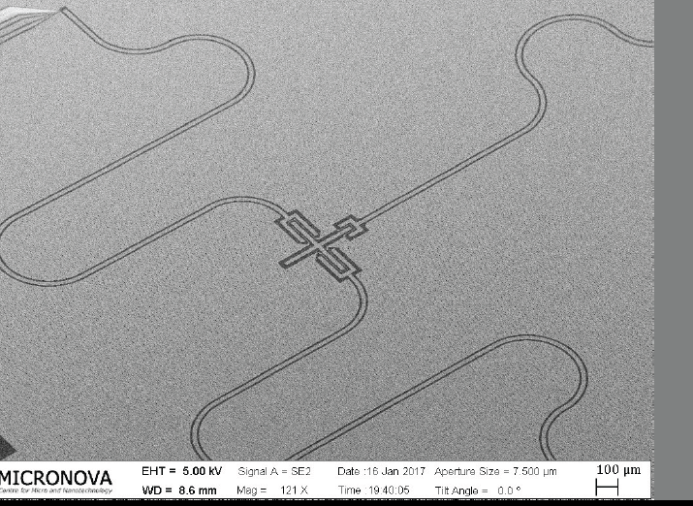 MICRONOVA
Centre for Micro and Nanotechnology
EHT = 5.00 kV Signal A = SE2 Date :16 Jan 2017 Aperture Size = 7.500 µm 100 µm
WD = 8.6 mm Mag = 121 X Time :19:40:05 Tilt Angle = 0.0 °